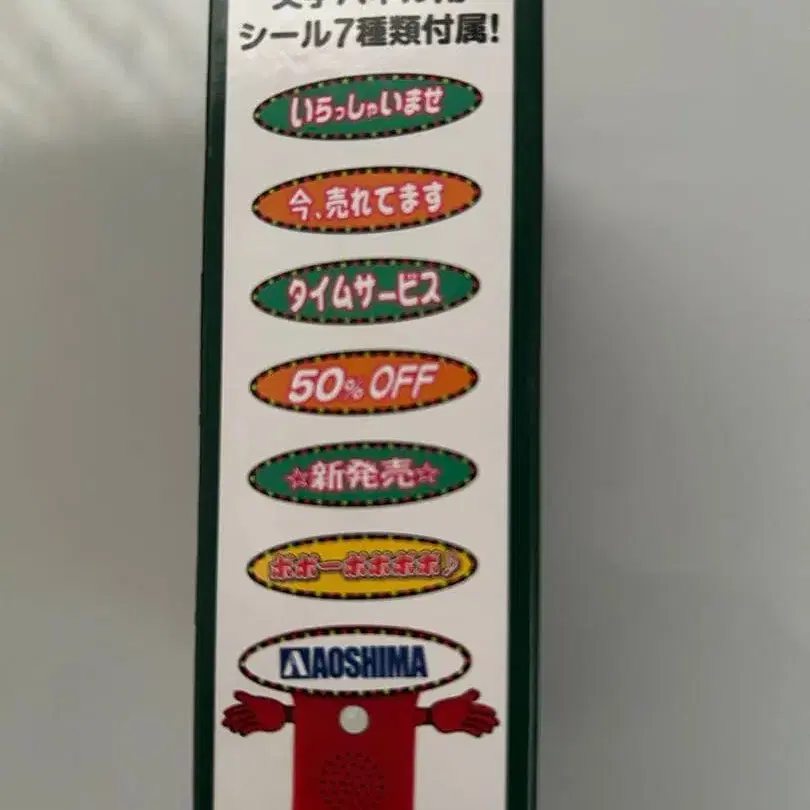 シール7種類付属!
いらっしゃいませ
今、売れてます
タイムサービス
50% OFF
☆新発売☆
ポポーポポポポ♪
AOSHIMA